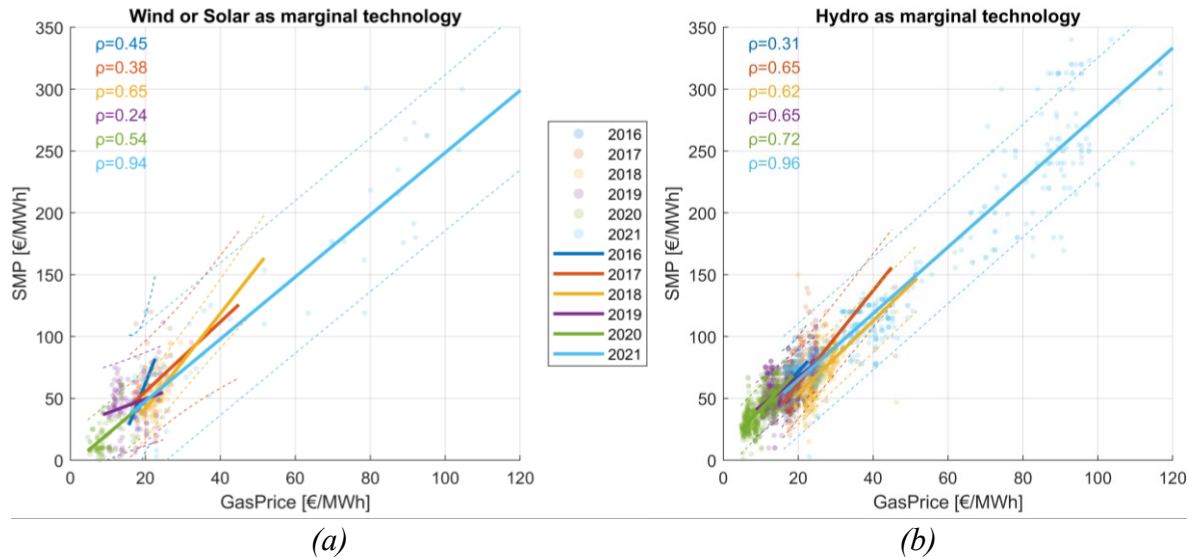 Wind or Solar as marginal technology
350
300
250
200
150
100
50
0
SMP [€/MWh]
ρ=0.45
ρ=0.38
ρ=0.65
ρ=0.24
ρ=0.54
ρ=0.94
0 20 40 60 80 100 120
GasPrice [€/MWh]
(a)
2016
2017
2018
2019
2020
2021
2016
2017
2018
2019
2020
2021
Hydro as marginal technology
350
300
250
200
150
100
50
0
SMP [€/MWh]
ρ=0.31
ρ=0.65
ρ=0.62
ρ=0.65
ρ=0.72
ρ=0.96
0 20 40 60 80 100 120
GasPrice [€/MWh]
(b)